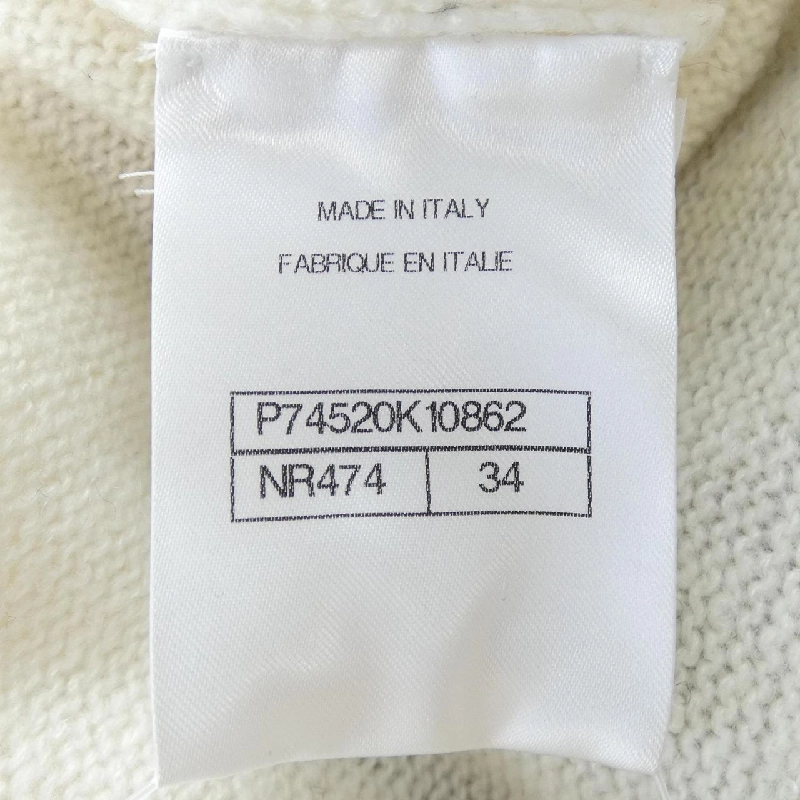 MADE IN ITALY
FABRIQUE EN ITALIE
P74520K10862
NR474 34